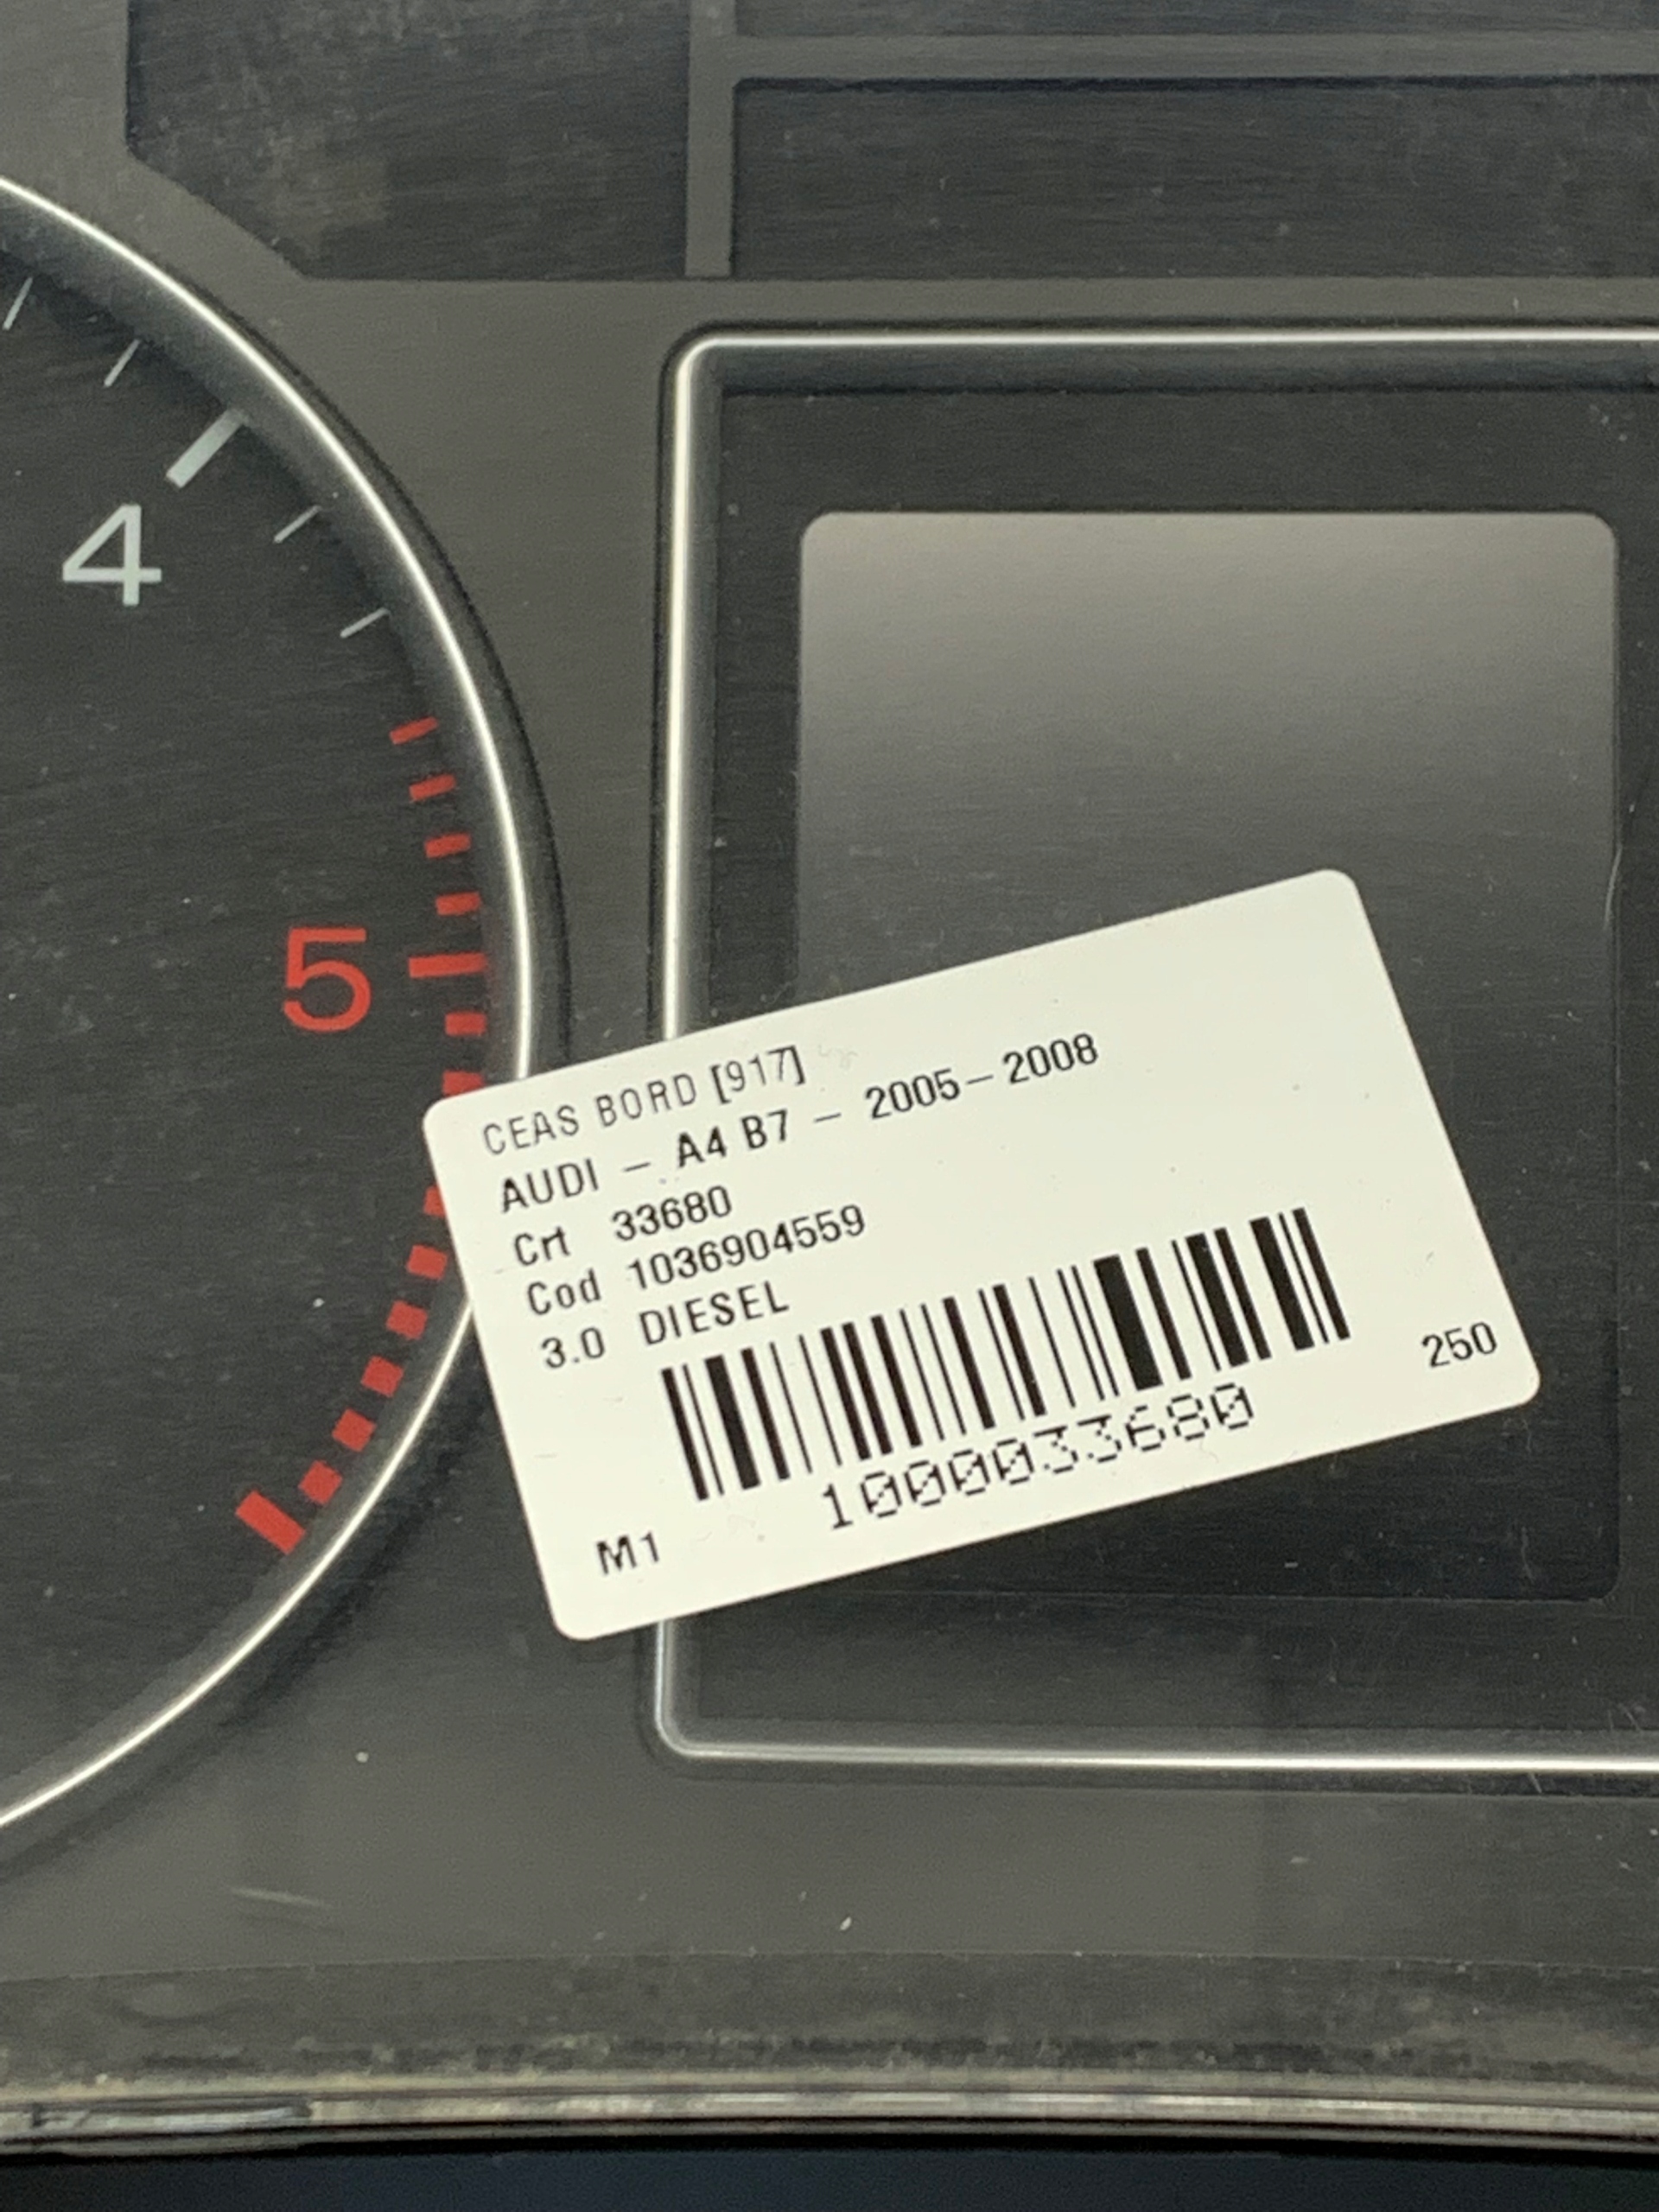 4
5
CEAS BORD [917]
AUDI - A4 B7 - 2005-2008
Crt 33680
Cod 1036904559
3.0 DIESEL
1000033680
250
M1